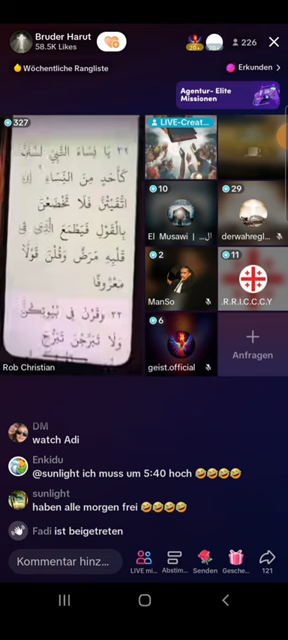 Bruder Harut
58.5K Likes
20+
226
Wöchentliche Rangliste
Erkunden >
Agentur- Elite
Missionen
327
يَا نِسَاءَ النَّبِيِّ لَسْتُنَّ
كَأَحَدٍ مِنَ النِّسَاءِ إِنِ
اتَّقَيْتُنَّ فَلَا تَخْضَعْنَ
بِالْقَوْلِ فَيَطْمَعَ الَّذِي فِي
قَلْبِهِ مَرَضٌ وَقُلْنَ قَوْلًا
مَعْرُوفًا
وَقَرْنَ فِي بُيُوتِكُنَّ
وَلَا تَبَرَّجْنَ تَبَرُّجَ
Rob Christian
LIVE-Creat...
10
El Musawi |
29
derwahregl...
2
ManSo
11
.R.R.I.C.C.C.Y
6
geist.official
Anfragen
DM
watch Adi
Enkidu
@sunlight ich muss um 5:40 hoch 🤣🤣🤣🤣
sunlight
haben alle morgen frei 🤣🤣🤣🤣
Fadi ist beigetreten
Kommentar hinz...
LIVE mi...
Abstim...
Senden
Gesche...
121